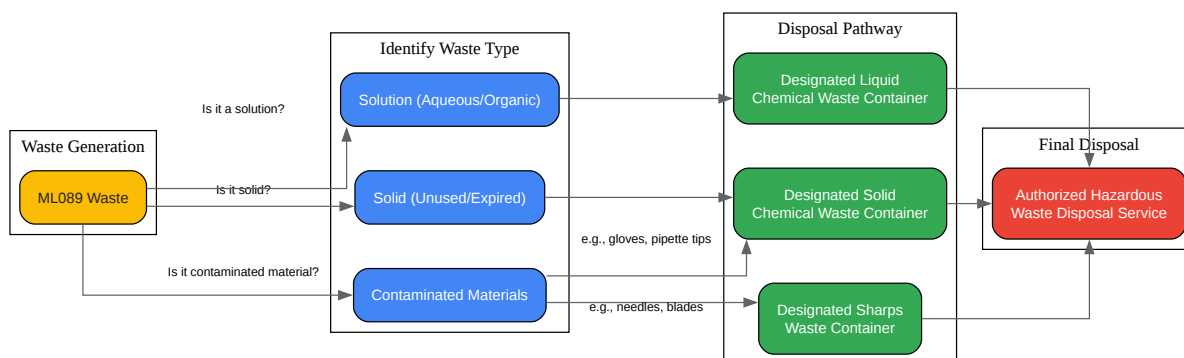 Waste Generation
ML089 Waste
Is it a solution?
Is it solid?
Is it contaminated material?
Identify Waste Type
Solution (Aqueous/Organic)
Solid (Unused/Expired)
Contaminated Materials
e.g., gloves, pipette tips
e.g., needles, blades
Disposal Pathway
Designated Liquid
Chemical Waste Container
Designated Solid
Chemical Waste Container
Designated Sharps
Waste Container
Final Disposal
Authorized Hazardous
Waste Disposal Service